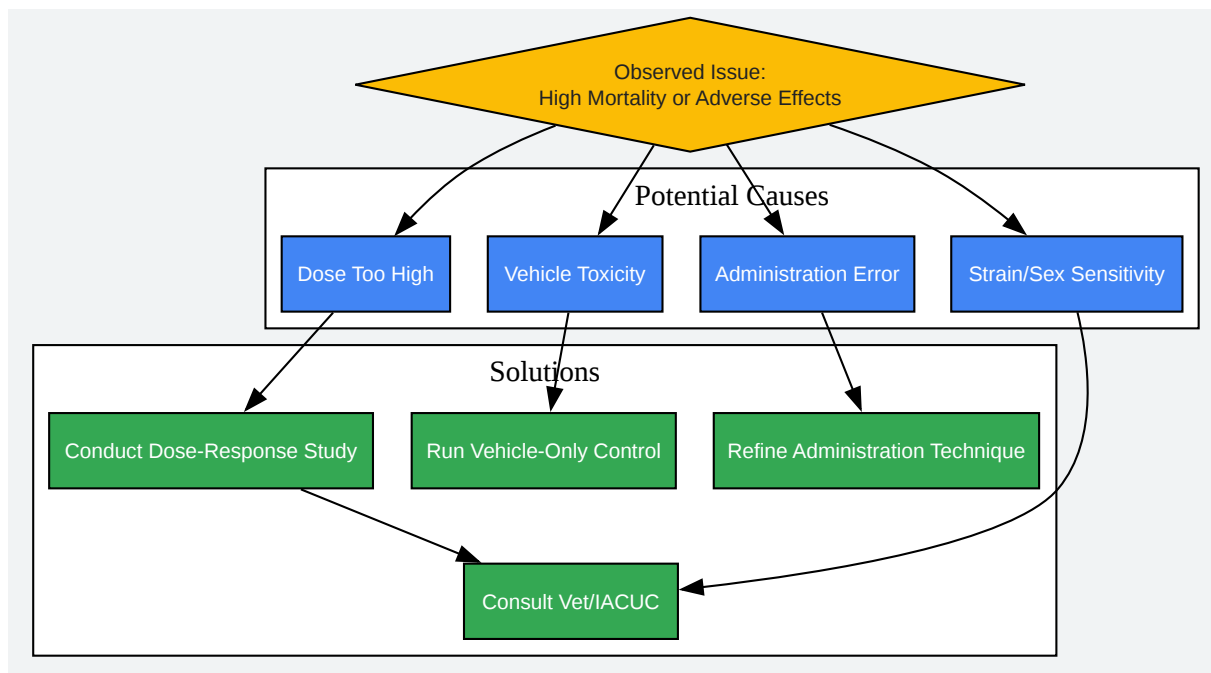 Observed Issue:
High Mortality or Adverse Effects
Potential Causes
Dose Too High
Vehicle Toxicity
Administration Error
Strain/Sex Sensitivity
Solutions
Conduct Dose-Response Study
Run Vehicle-Only Control
Refine Administration Technique
Consult Vet/IACUC